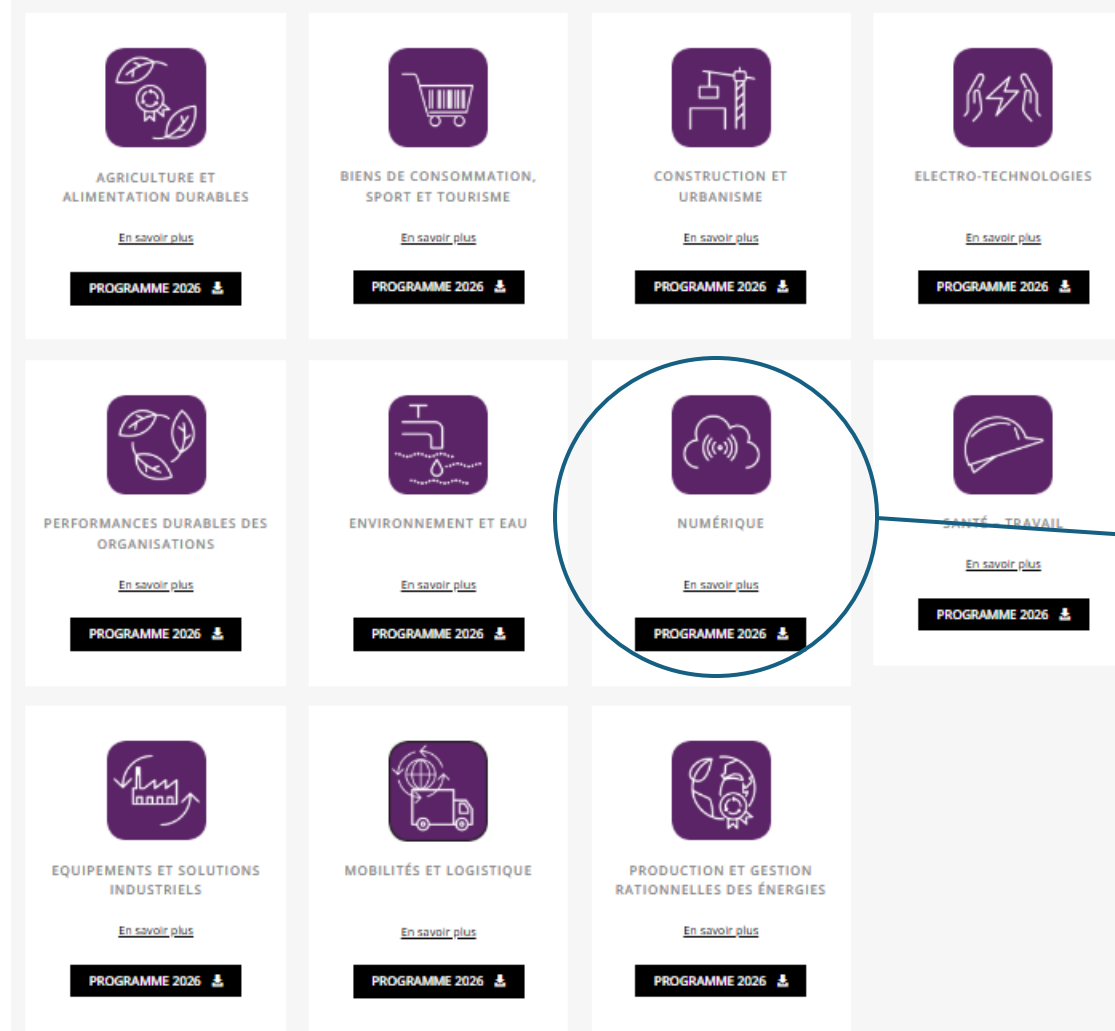 AGRICULTURE ET
ALIMENTATION DURABLES
En savoir plus
PROGRAMME 2026
BIENS DE CONSOMMATION,
SPORT ET TOURISME
En savoir plus
PROGRAMME 2026
CONSTRUCTION ET
URBANISME
En savoir plus
PROGRAMME 2026
ELECTRO-TECHNOLOGIES
En savoir plus
PROGRAMME 2026
PERFORMANCES DURABLES DES
ORGANISATIONS
En savoir plus
PROGRAMME 2026
ENVIRONNEMENT ET EAU
En savoir plus
PROGRAMME 2026
NUMÉRIQUE
En savoir plus
PROGRAMME 2026
SANTÉ - TRAVAIL
En savoir plus
PROGRAMME 2026
EQUIPEMENTS ET SOLUTIONS
INDUSTRIELS
En savoir plus
PROGRAMME 2026
MOBILITÉS ET LOGISTIQUE
En savoir plus
PROGRAMME 2026
PRODUCTION ET GESTION
RATIONNELLES DES ÉNERGIES
En savoir plus
PROGRAMME 2026